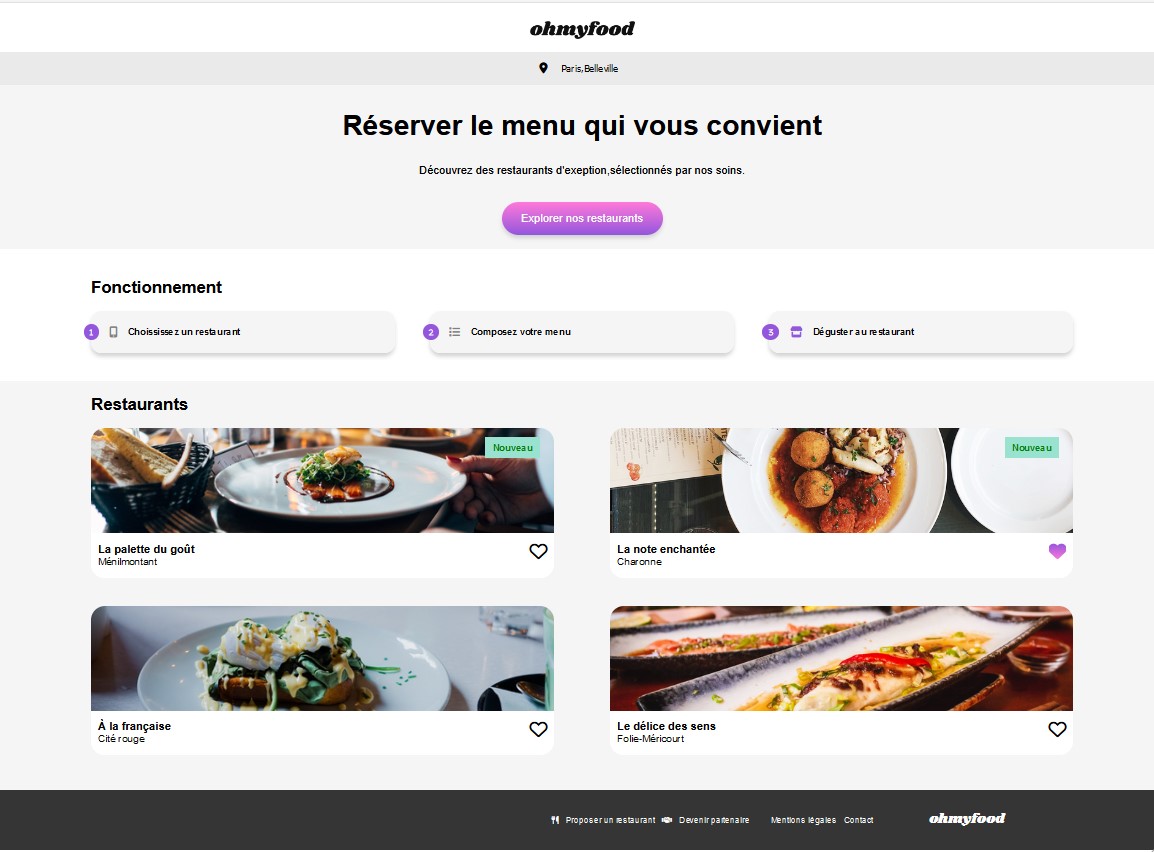 ohmyfood
Paris,Belleville
Réserver le menu qui vous convient
Découvrez des restaurants d'exeption,sélectionnés par nos soins.
Explorer nos restaurants
Fonctionnement
1 Choississez un restaurant
2 Composez votre menu
3 Déguster au restaurant
Restaurants
Nouveau
Nouveau
La palette du goût
Ménilmontant
La note enchantée
Charonne
À la française
Cité rouge
Le délice des sens
Folie-Méricourt
Proposer un restaurant Devenir partenaire Mentions légales Contact ohmyfood